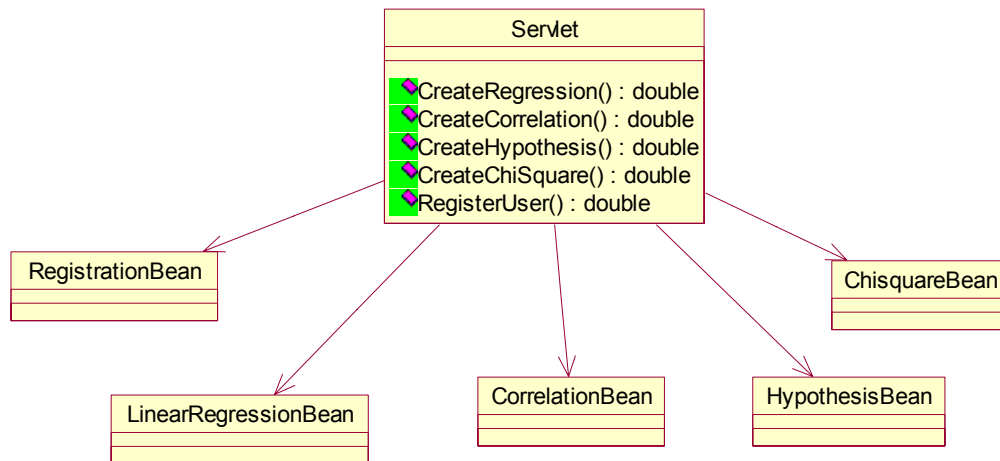 Servlet
CreateRegression() : double
CreateCorrelation() : double
CreateHypothesis() : double
CreateChiSquare() : double
RegisterUser() : double
RegistrationBean
ChisquareBean
LinearRegressionBean
CorrelationBean
HypothesisBean